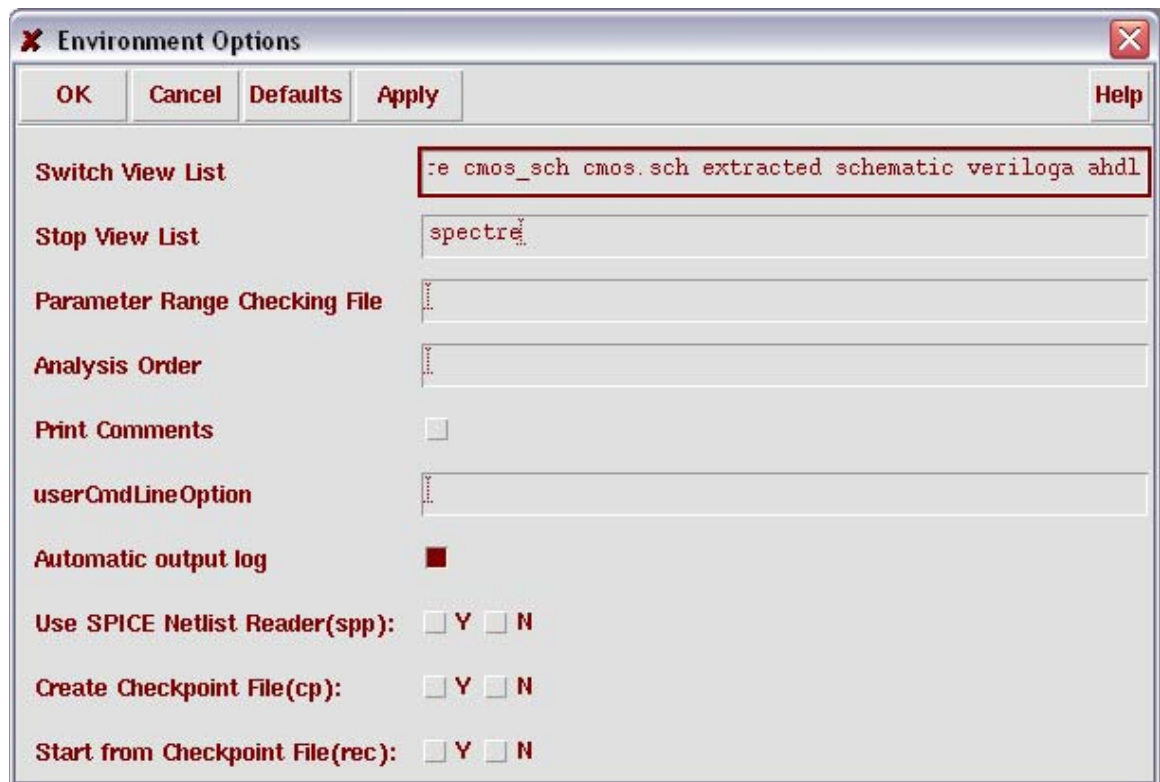 Environment Options
OK Cancel Defaults Apply Help
Switch View List :e cmos_sch cmos.sch extracted schematic veriloga ahdl
Stop View List spectre
Parameter Range Checking File
Analysis Order
Print Comments
userCmdLineOption
Automatic output log
Use SPICE Netlist Reader(spp): Y N
Create Checkpoint File(cp): Y N
Start from Checkpoint File(rec): Y N